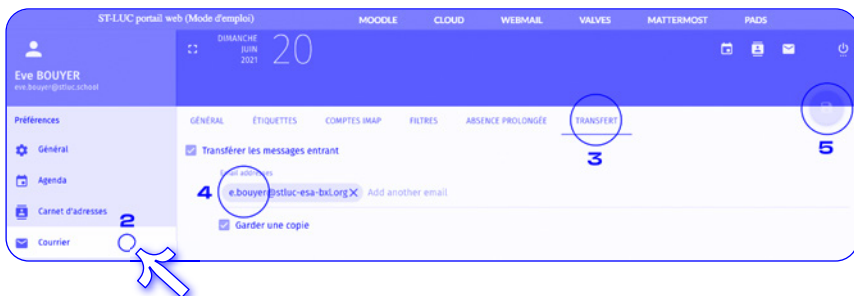 ST-LUC portail web (Mode d'emploi)
MOODLE CLOUD WEBMAIL VALVES MATTERMOST PADS
DIMANCHE
JUIN
2021
20
Eve BOUYER
eve.bouyer@stluc.school
Préférences
Général
Agenda
Carnet d'adresses
2
Courrier
GÉNÉRAL ÉTIQUETTES COMPTES IMAP FILTRES ABSENCE PROLONGÉE TRANSFERT
3
5
Transférer les messages entrant
Email addresses
4
e.bouyer@stluc-esa-bxl.org Add another email
Garder une copie